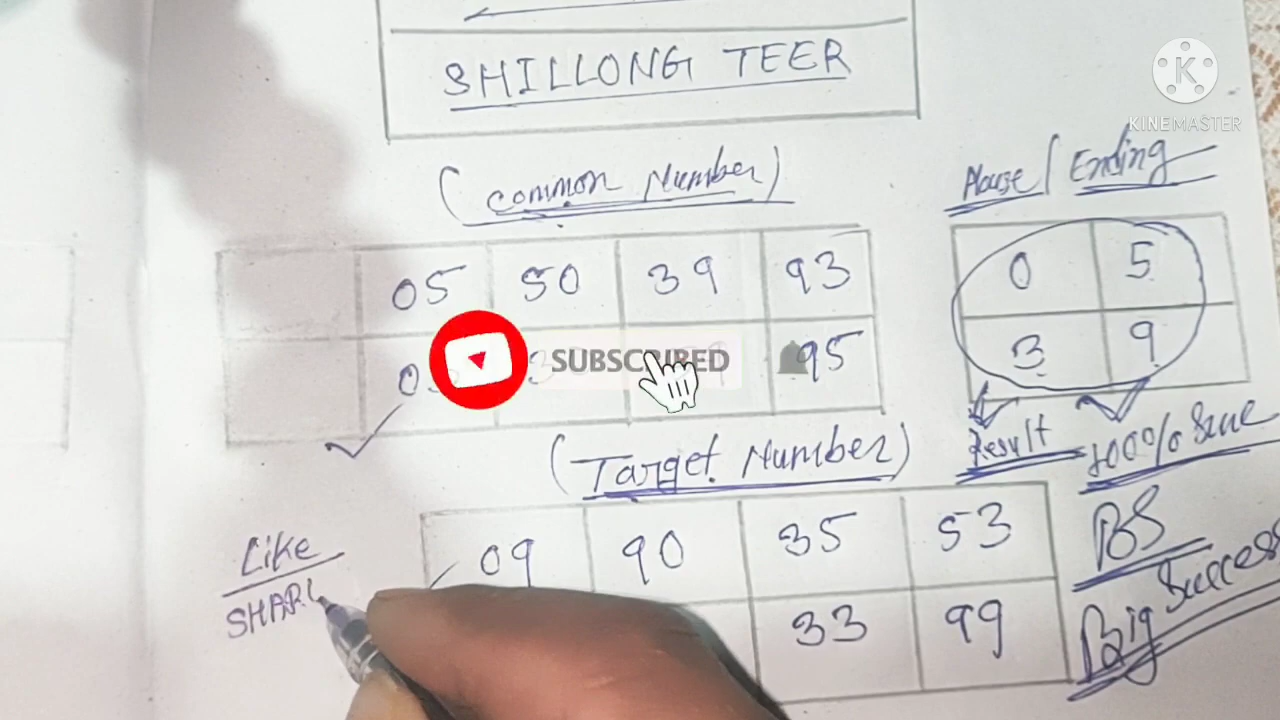 SHILLONG TEER
KINEMASTER
(Common Number)
House/Ending
05 50 39 93
0 5
SUBSCRIBED
95
3 9
(Target Number)
Result 100% Sure
09 90 35 53
BS
Like
SHAR
33 99
Big Success